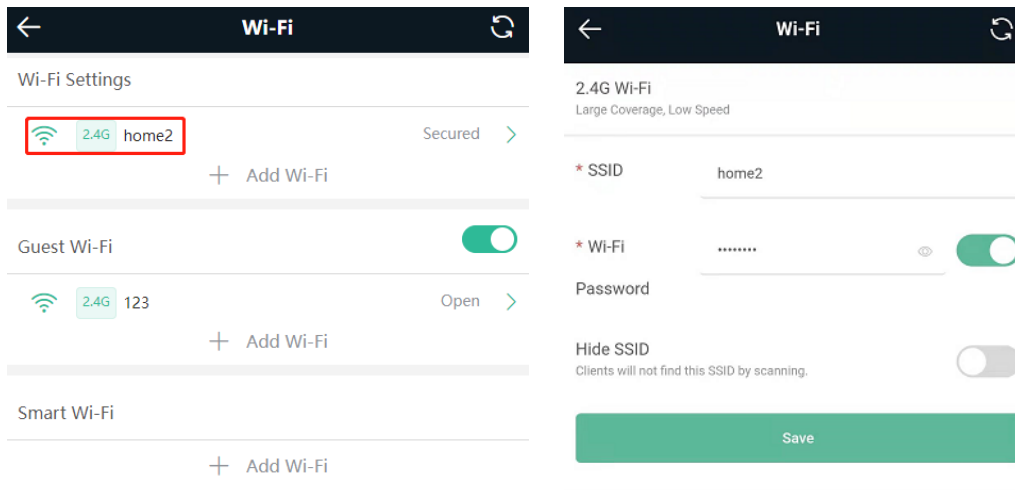 Wi-Fi
Wi-Fi Settings
2.4G home2 Secured
+ Add Wi-Fi
Guest Wi-Fi
2.4G 123 Open
+ Add Wi-Fi
Smart Wi-Fi
+ Add Wi-Fi
Wi-Fi
2.4G Wi-Fi
Large Coverage, Low Speed
* SSID home2
* Wi-Fi ········
Password
Hide SSID
Clients will not find this SSID by scanning.
Save